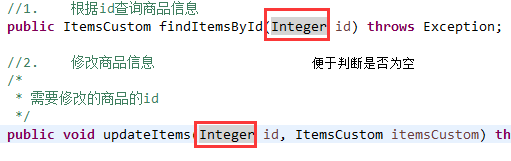 //1. 根据id查询商品信息
public ItemsCustom findItemsById(Integer id) throws Exception;
//2. 修改商品信息 便于判断是否为空
/*
* 需要修改的商品的id
*/
public void updateItems(Integer id, ItemsCustom itemsCustom) th